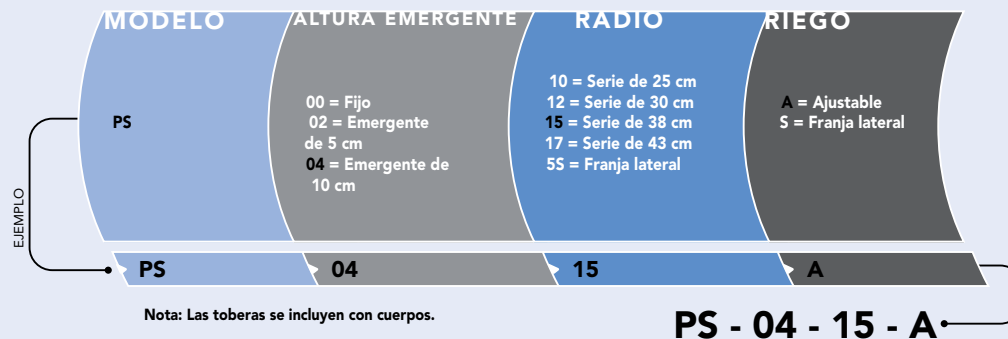 MODELO
PS
ALTURA EMERGENTE
00 = Fijo
02 = Emergente
de 5 cm
04 = Emergente de
10 cm
RADIO
10 = Serie de 25 cm
12 = Serie de 30 cm
15 = Serie de 38 cm
17 = Serie de 43 cm
5S = Franja lateral
RIEGO
A = Ajustable
S = Franja lateral
EJEMPLO
PS
04
15
A
Nota: Las toberas se incluyen con cuerpos.
PS - 04 - 15 - A